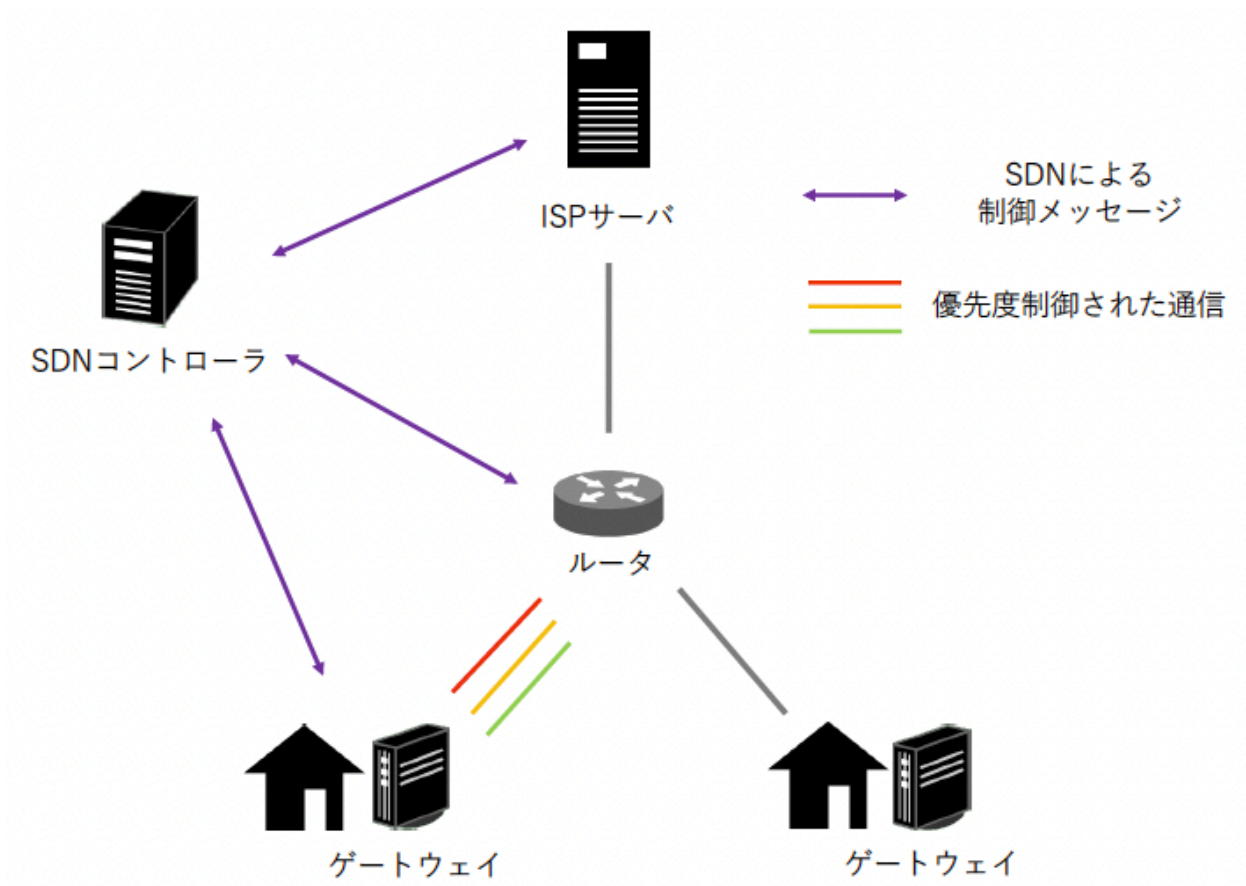 ISPサーバ
SDNによる
制御メッセージ
優先度制御された通信
SDNコントローラ
ルータ
ゲートウェイ
ゲートウェイ